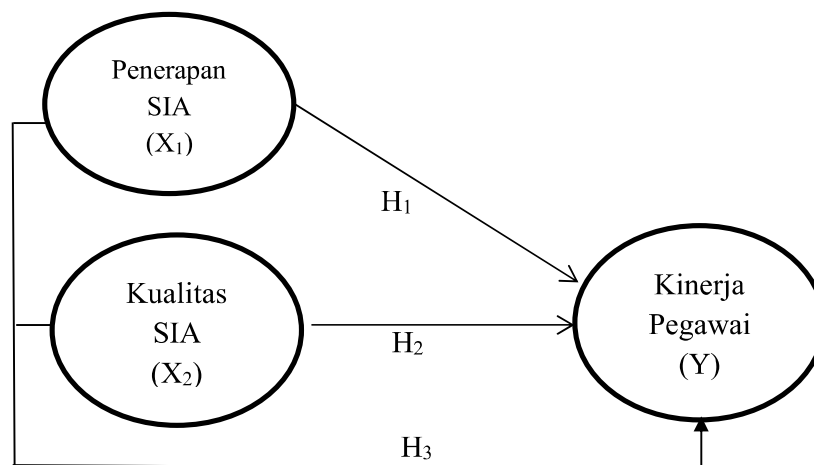 Penerapan
SIA
(X₁)
H₁
Kualitas
SIA
(X₂)
H₂
Kinerja
Pegawai
(Y)
H₃